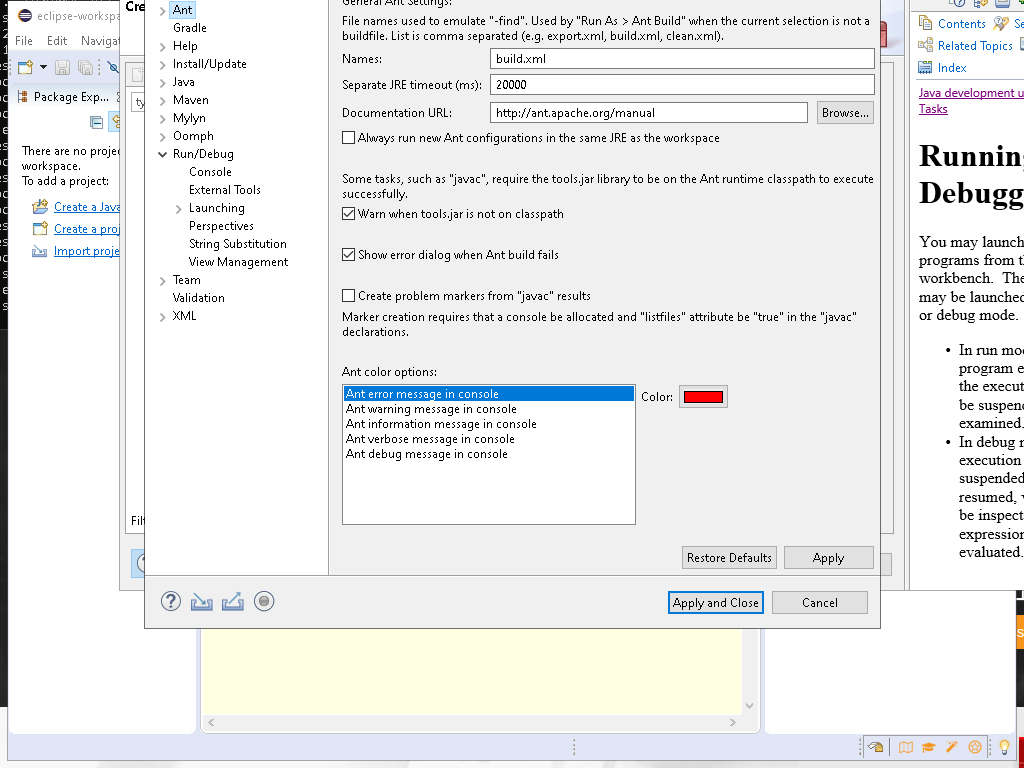 eclipse-workspa
File Edit Navigat
Package Exp...
There are no projec
workspace.
To add a project:
Create a Java
Create a proj
Import proje
Cre
ty
Filt
Ant
Gradle
Help
Install/Update
Java
Maven
Mylyn
Oomph
Run/Debug
Console
External Tools
Launching
Perspectives
String Substitution
View Management
Team
Validation
XML
General Ant Settings:
File names used to emulate "-find". Used by "Run As > Ant Build" when the current selection is not a
buildfile. List is comma separated (e.g. export.xml, build.xml, clean.xml).
Names: build.xml
Separate JRE timeout (ms): 20000
Documentation URL: http://ant.apache.org/manual Browse...
Always run new Ant configurations in the same JRE as the workspace
Some tasks, such as "javac", require the tools.jar library to be on the Ant runtime classpath to execute
successfully.
Warn when tools.jar is not on classpath
Show error dialog when Ant build fails
Create problem markers from "javac" results
Marker creation requires that a console be allocated and "listfiles" attribute be "true" in the "javac"
declarations.
Ant color options:
Ant error message in console
Ant warning message in console
Ant information message in console
Ant verbose message in console
Ant debug message in console
Color:
Restore Defaults Apply
Apply and Close Cancel
Contents Se
Related Topics
Index
Java development u
Tasks
Running
Debugg
You may launch
programs from th
workbench. The
may be launched
or debug mode.
• In run mod
program e
the execut
be suspend
examined.
• In debug m
execution
suspended
resumed, v
be inspect
expression
evaluated.